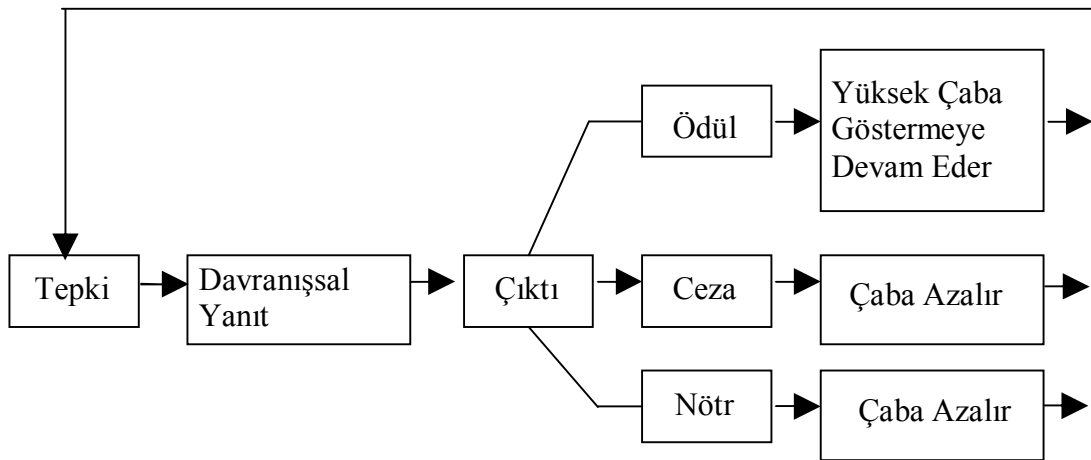 Ödül
Yüksek Çaba
Göstermeye
Devam Eder
Tepki
Davranışsal
Yanıt
Çıktı
Ceza
Çaba Azalır
Nötr
Çaba Azalır